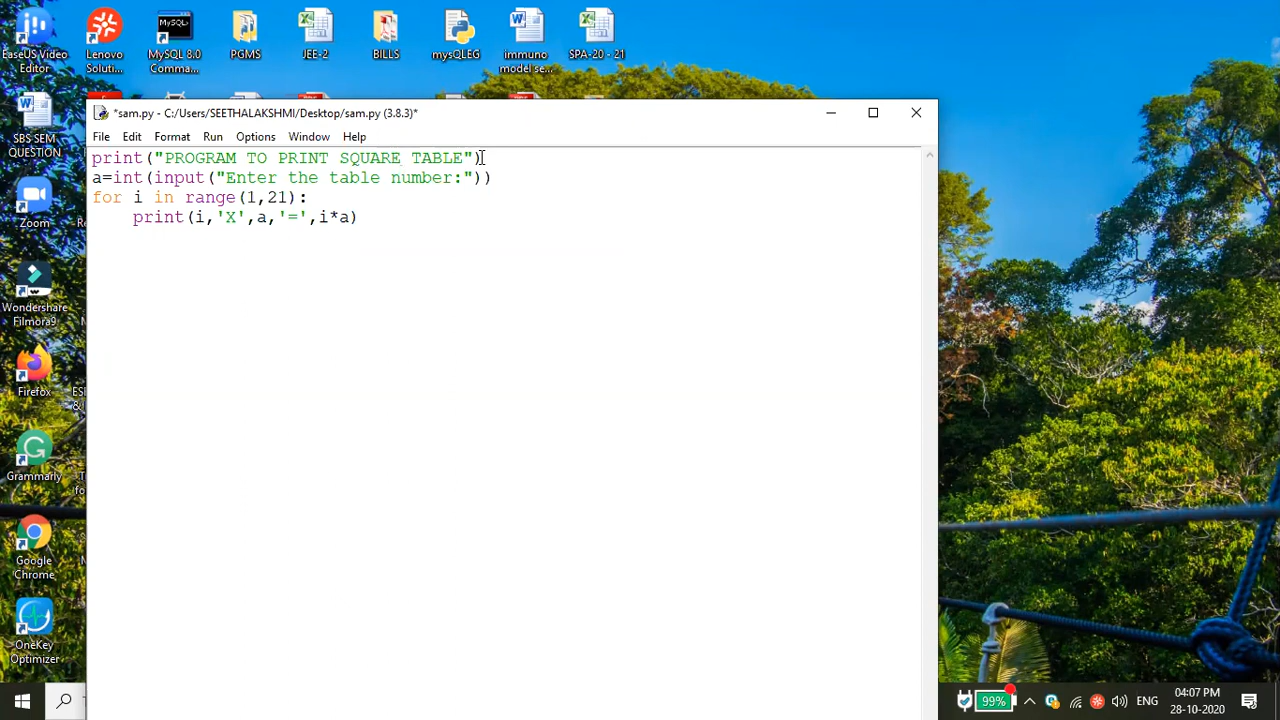 EaseUS Video Editor
Lenovo Soluti...
MySQL 8.0 Comma...
PGMS
JEE-2
BILLS
mysQLEG
immuno model se...
SPA-20 - 21
SBS SEM QUESTION
Zoom
Wondershare Filmora9
Firefox
Grammarly
Google Chrome
OneKey Optimizer
*sam.py - C:/Users/SEETHALAKSHMI/Desktop/sam.py (3.8.3)*
File Edit Format Run Options Window Help
print("PROGRAM TO PRINT SQUARE TABLE")
a=int(input("Enter the table number:"))
for i in range(1,21):
    print(i,'X',a,'=',i*a)
99%
ENG
04:07 PM
28-10-2020